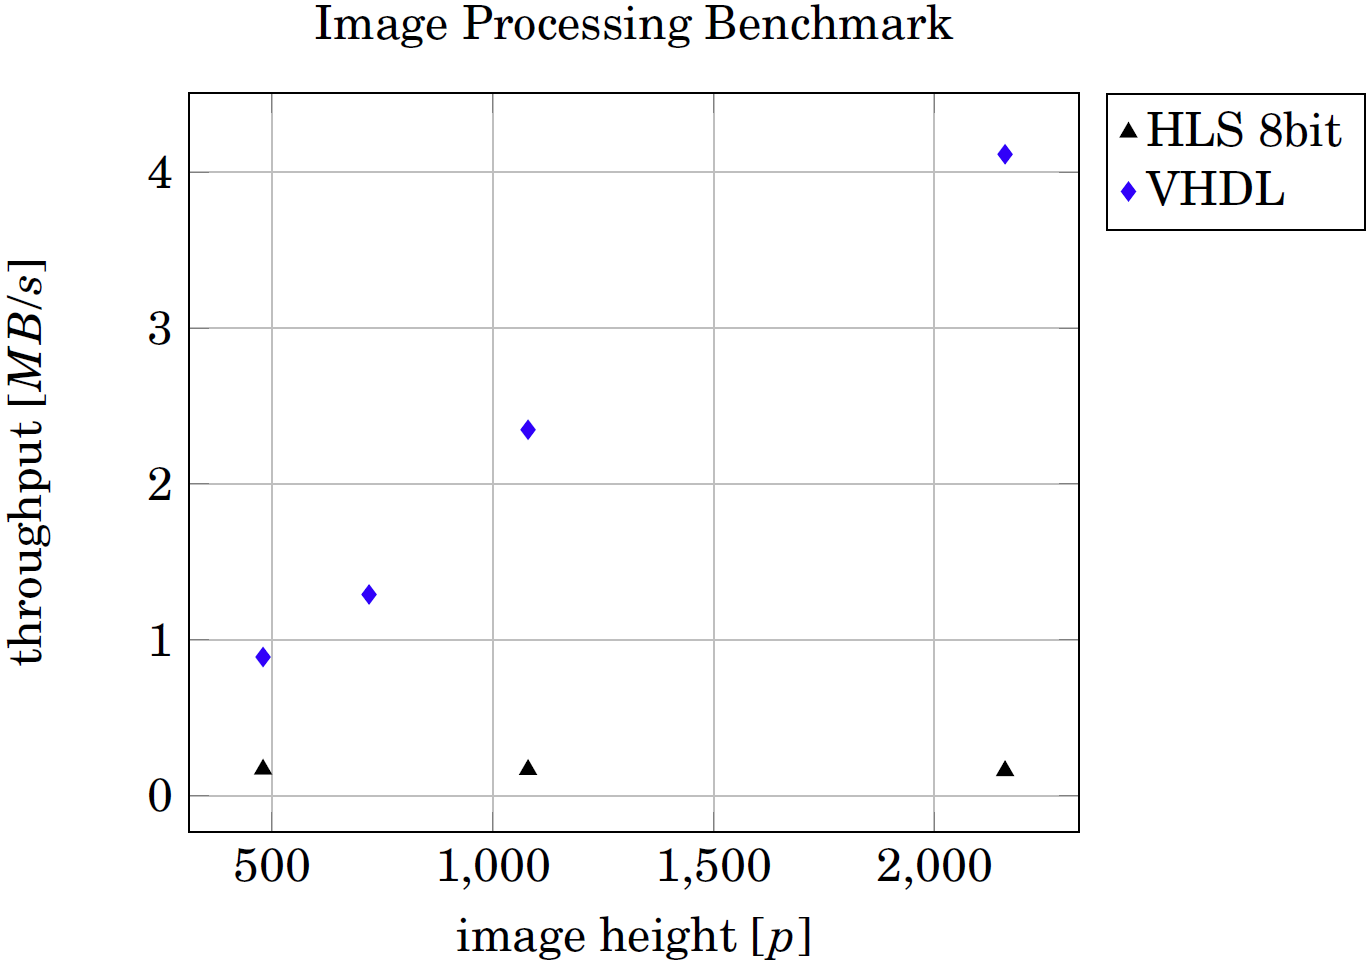 Image Processing Benchmark
HLS 8bit
VHDL
4
3
2
1
0
throughput [MB/s]
500 1,000 1,500 2,000
image height [p]